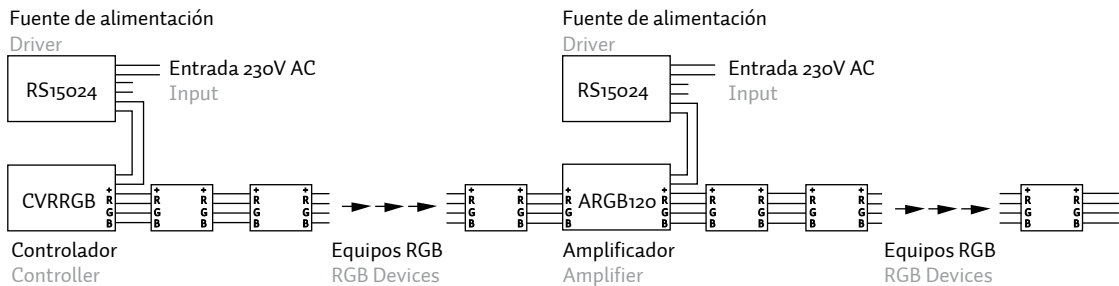 Fuente de alimentación
Driver
RS15024
Entrada 230V AC
Input
CVRRGB
+
R
G
B
+
R
G
B
+
R
G
B
+
R
G
B
+
R
G
B
Controlador
Controller
Equipos RGB
RGB Devices
+
R
G
B
+
R
G
B
Fuente de alimentación
Driver
RS15024
Entrada 230V AC
Input
+
R
G
B
ARGB120
+
R
G
B
Amplificador
Amplifier
+
R
G
B
+
R
G
B
+
R
G
B
+
R
G
B
Equipos RGB
RGB Devices
+
R
G
B
+
R
G
B